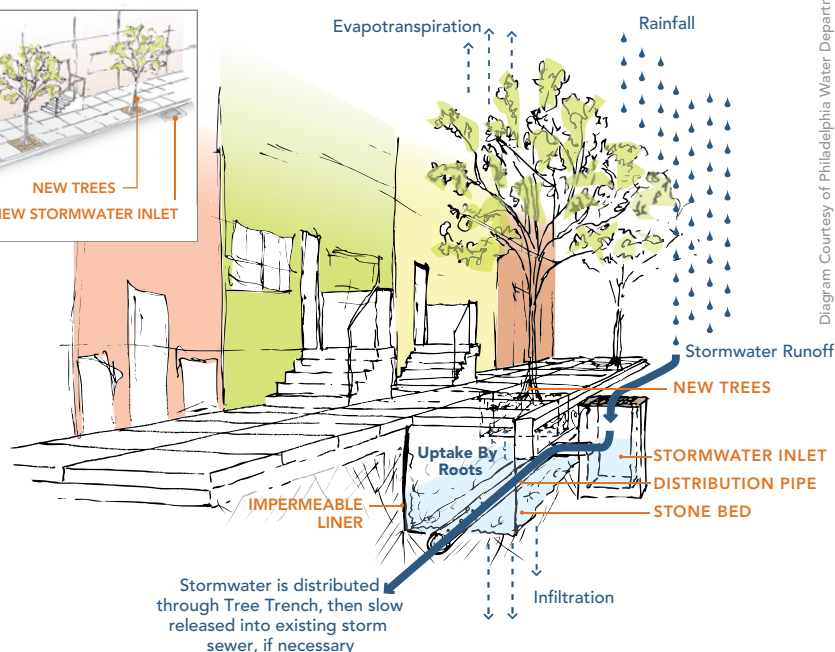 Evapotranspiration
Rainfall
NEW TREES
NEW STORMWATER INLET
Stormwater Runoff
NEW TREES
Uptake By
Roots
STORMWATER INLET
DISTRIBUTION PIPE
STONE BED
IMPERMEABLE
LINER
Stormwater is distributed
through Tree Trench, then slow
released into existing storm
sewer, if necessary
Infiltration
Diagram Courtesy of Philadelphia Water